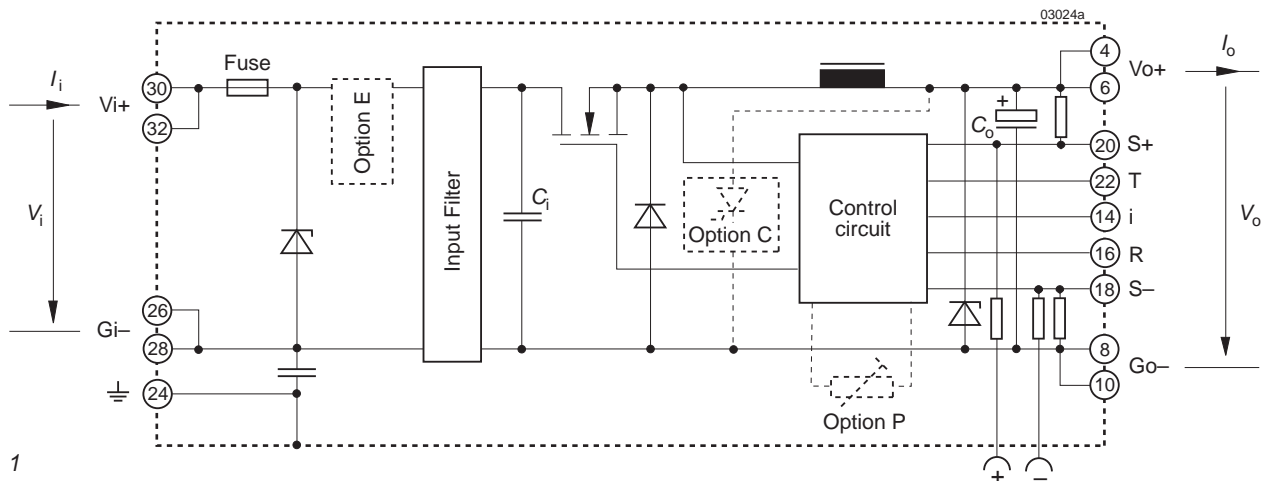 03024a
Fuse
4
Io
Ii
30
Vi+
Vo+
6
32
Option E
Input Filter
Ci
+
Co
20
S+
22
T
Control
circuit
14
i
Vi
Vo
Option C
16
R
18
S–
26
Gi–
28
8
Go–
24
10
Option P
1
+
–